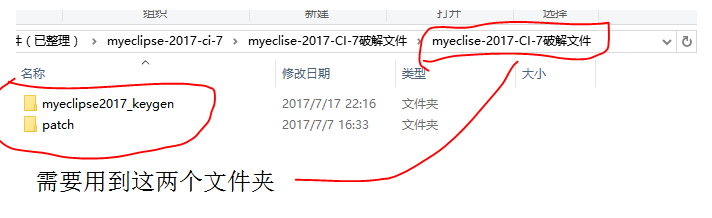 组织 新建 打开 选择
件（已整理） › myeclipse-2017-ci-7 › myeclise-2017-CI-7破解文件 › myeclise-2017-CI-7破解文件
名称 修改日期 类型 大小
myeclipse2017_keygen 2017/7/17 22:16 文件夹
patch 2017/7/7 16:33 文件夹
需要用到这两个文件夹